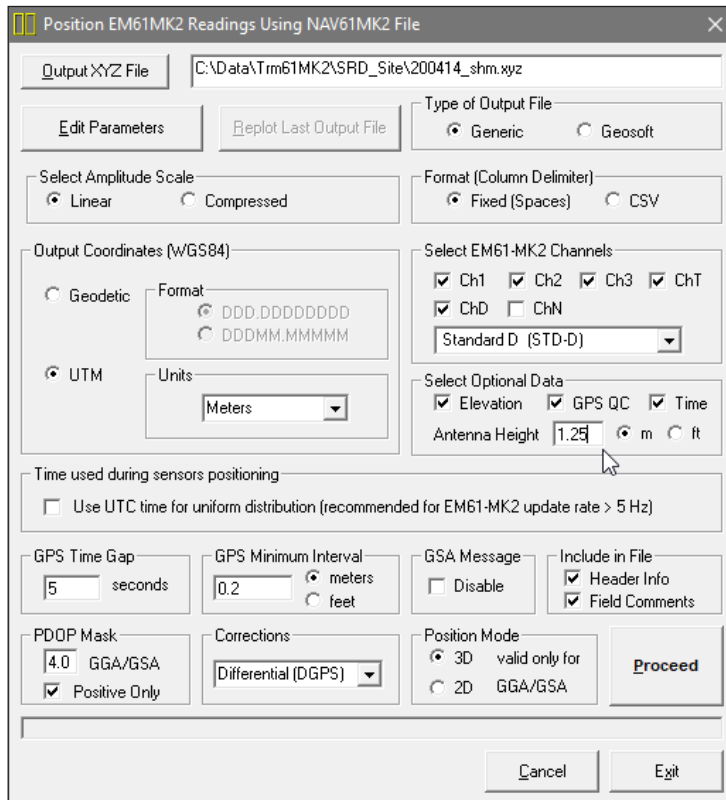 Position EM61MK2 Readings Using NAV61MK2 File
Output XYZ File
C:\Data\Trm61MK2\SRD_Site\200414_shm.xyz
Edit Parameters
Replot Last Output File
Type of Output File
Generic
Geosoft
Select Amplitude Scale
Linear
Compressed
Format (Column Delimiter)
Fixed (Spaces)
CSV
Output Coordinates (WGS84)
Geodetic
Format
DDD.DDDDDDDD
DDDMM.MMMMM
UTM
Units
Meters
Select EM61-MK2 Channels
Ch1
Ch2
Ch3
ChT
ChD
ChN
Standard D (STD-D)
Select Optional Data
Elevation
GPS QC
Time
Antenna Height
1.25
m
ft
Time used during sensors positioning
Use UTC time for uniform distribution (recommended for EM61-MK2 update rate > 5 Hz)
GPS Time Gap
5
seconds
GPS Minimum Interval
0.2
meters
feet
GSA Message
Disable
Include in File
Header Info
Field Comments
PDOP Mask
4.0
GGA/GSA
Positive Only
Corrections
Differential (DGPS)
Position Mode
3D
valid only for
2D
GGA/GSA
Proceed
Cancel
Exit